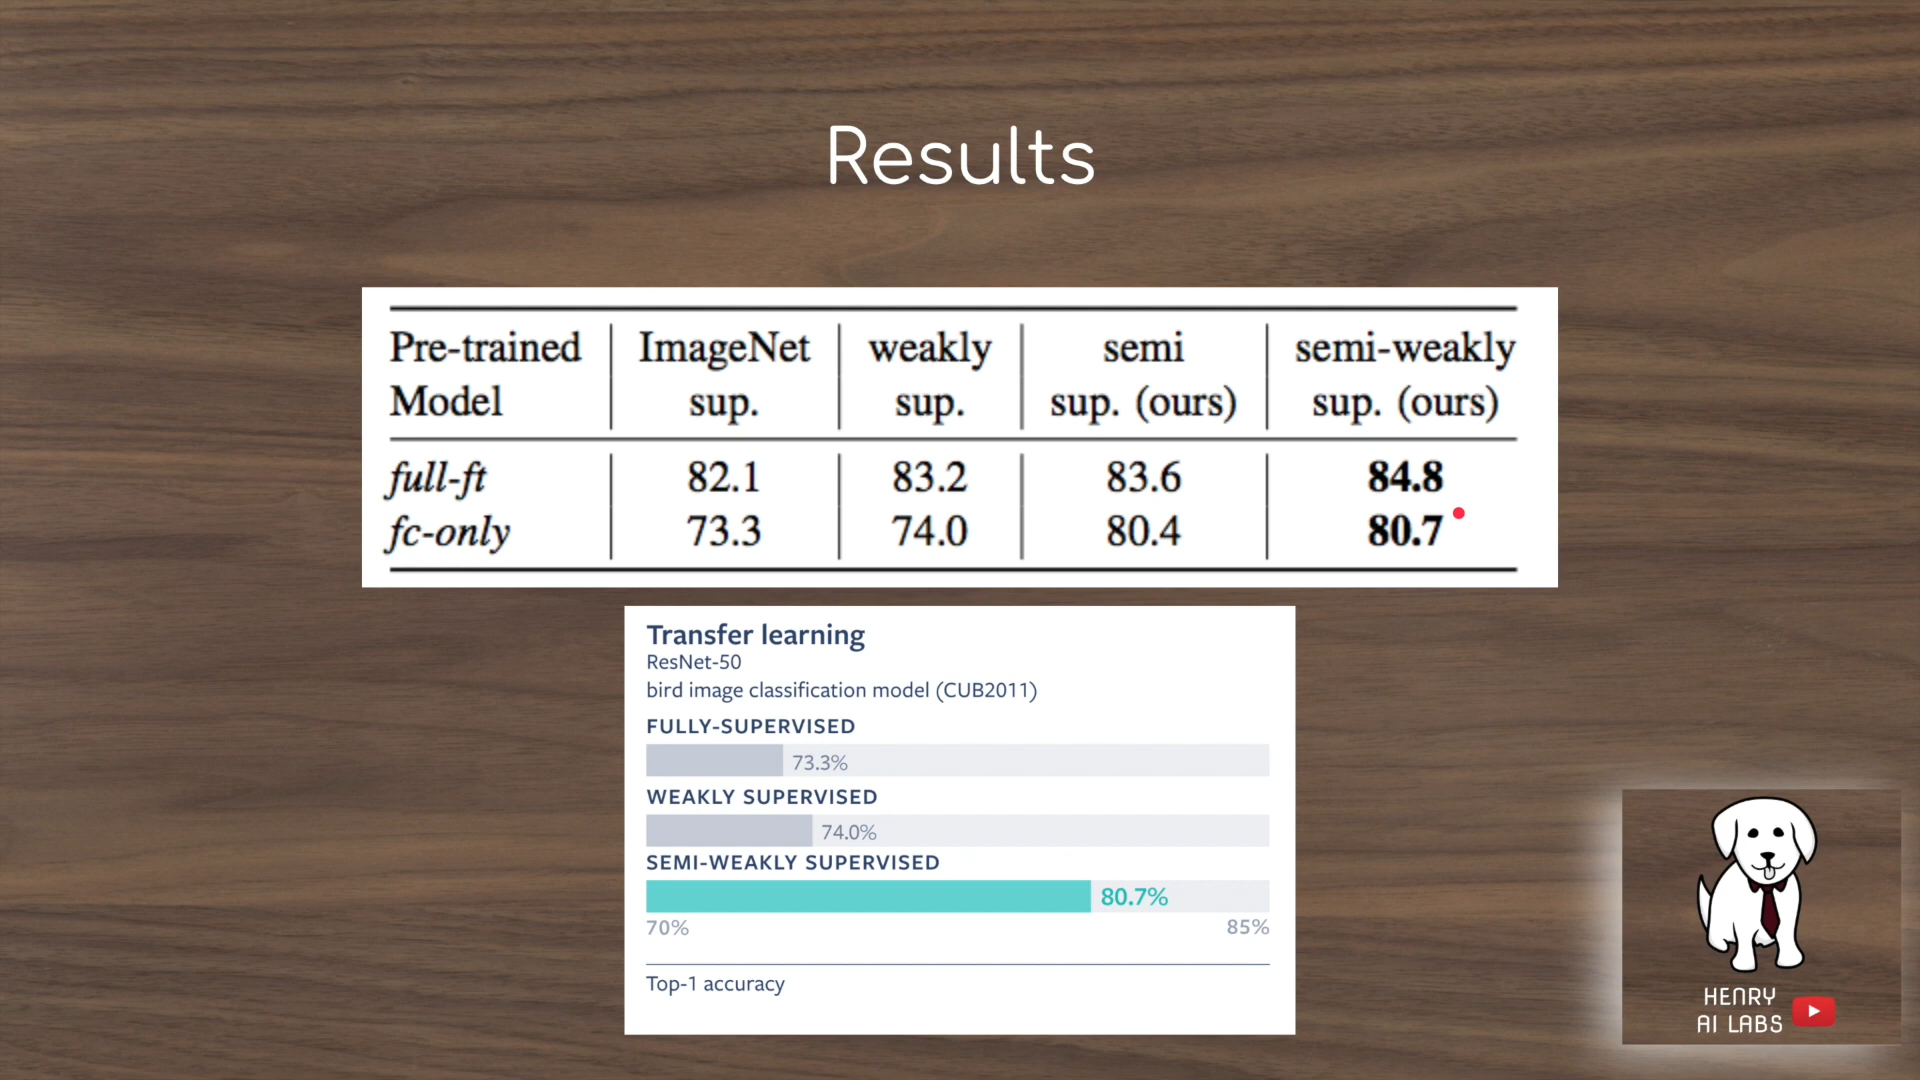 Results
Pre-trained Model | ImageNet sup. | weakly sup. | semi sup. (ours) | semi-weakly sup. (ours)
full-ft | 82.1 | 83.2 | 83.6 | 84.8
fc-only | 73.3 | 74.0 | 80.4 | 80.7
Transfer learning
ResNet-50
bird image classification model (CUB2011)
FULLY-SUPERVISED
73.3%
WEAKLY SUPERVISED
74.0%
SEMI-WEAKLY SUPERVISED
80.7%
70% 85%
Top-1 accuracy
HENRY
AI LABS